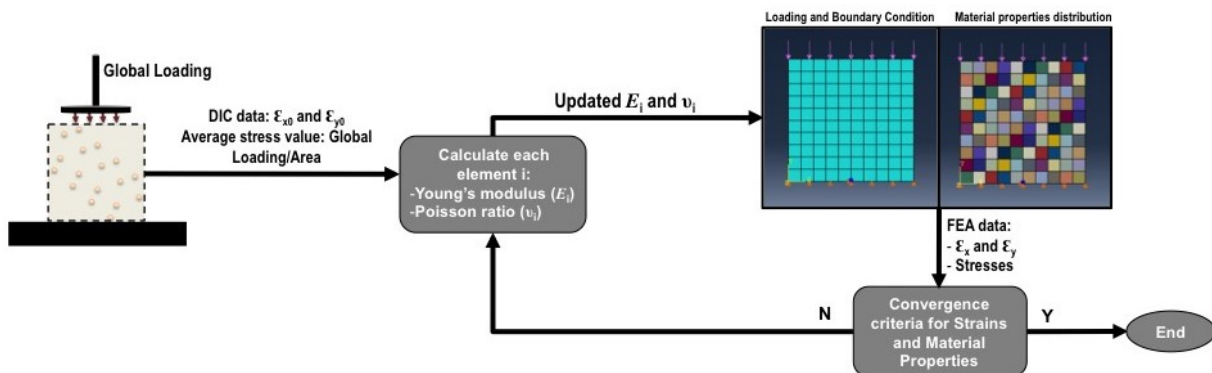 Loading and Boundary Condition
Material properties distribution
Global Loading
DIC data: Ɛx0 and Ɛy0
Average stress value: Global
Loading/Area
Updated Ei and υi
Calculate each
element i:
-Young's modulus (Ei)
-Poisson ratio (υi)
FEA data:
- Ɛx and Ɛy
- Stresses
Convergence
criteria for Strains
and Material
Properties
N
Y
End